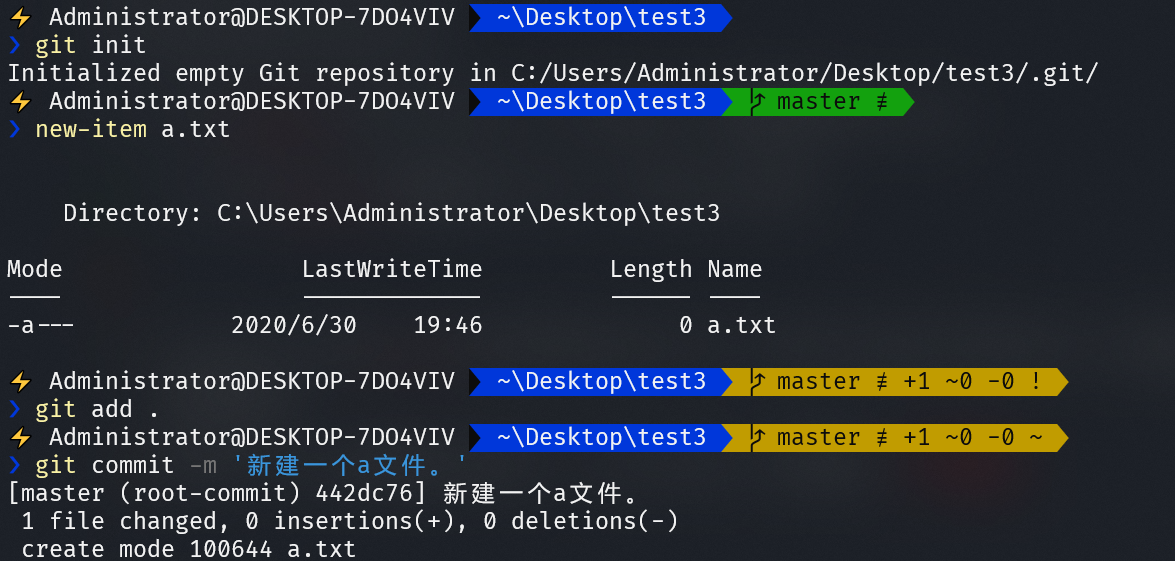 ⚡ Administrator@DESKTOP-7DO4VIV ~\Desktop\test3
❯ git init
Initialized empty Git repository in C:/Users/Administrator/Desktop/test3/.git/
⚡ Administrator@DESKTOP-7DO4VIV ~\Desktop\test3 master ≢
❯ new-item a.txt
Directory: C:\Users\Administrator\Desktop\test3
Mode LastWriteTime Length Name
---- ------------- ------ ----
-a--- 2020/6/30 19:46 0 a.txt
⚡ Administrator@DESKTOP-7DO4VIV ~\Desktop\test3 master ≢ +1 ~0 -0 !
❯ git add .
⚡ Administrator@DESKTOP-7DO4VIV ~\Desktop\test3 master ≢ +1 ~0 -0 ~
❯ git commit -m '新建一个a文件。'
[master (root-commit) 442dc76] 新建一个a文件。
1 file changed, 0 insertions(+), 0 deletions(-)
create mode 100644 a.txt